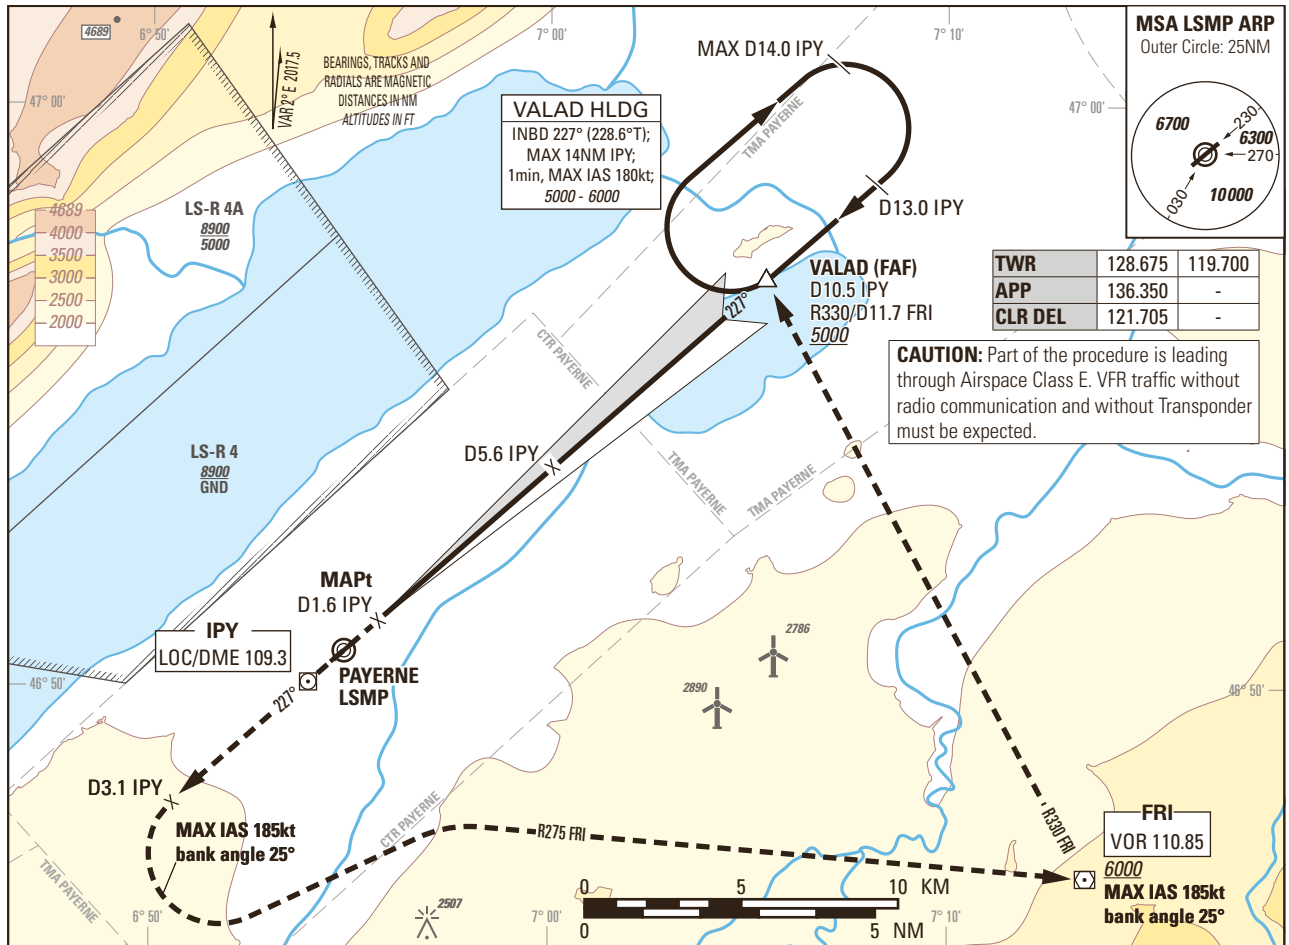 4689
6° 50'
7° 00'
7° 10'
47° 00'
47° 00'
VAR 2° E 2017.5
BEARINGS, TRACKS AND
RADIALS ARE MAGNETIC
DISTANCES IN NM
ALTITUDES IN FT
MAX D14.0 IPY
VALAD HLDG
INBD 227° (228.6°T);
MAX 14NM IPY;
1min, MAX IAS 180kt;
5000 - 6000
TMA PAYERNE
D13.0 IPY
MSA LSMP ARP
Outer Circle: 25NM
6700
230
6300
270
030
10000
LS-R 4A
8900
5000
4689
4000
3500
3000
2500
2000
VALAD (FAF)
D10.5 IPY
R330/D11.7 FRI
5000
227°
TWR 128.675 119.700
APP 136.350 -
CLR DEL 121.705 -
CAUTION: Part of the procedure is leading
through Airspace Class E. VFR traffic without
radio communication and without Transponder
must be expected.
CTR PAYERNE
D5.6 IPY
LS-R 4
8900
GND
TMA PAYERNE
TMA PAYERNE
MAPt
D1.6 IPY
IPY
LOC/DME 109.3
PAYERNE
LSMP
227°
46° 50'
46° 50'
2786
2890
D3.1 IPY
MAX IAS 185kt
bank angle 25°
CTR PAYERNE
R275 FRI
R330 FRI
FRI
VOR 110.85
6000
MAX IAS 185kt
bank angle 25°
TMA PAYERNE
2507
0 5 10 KM
0 5 NM
6° 50'
7° 00'
7° 10'